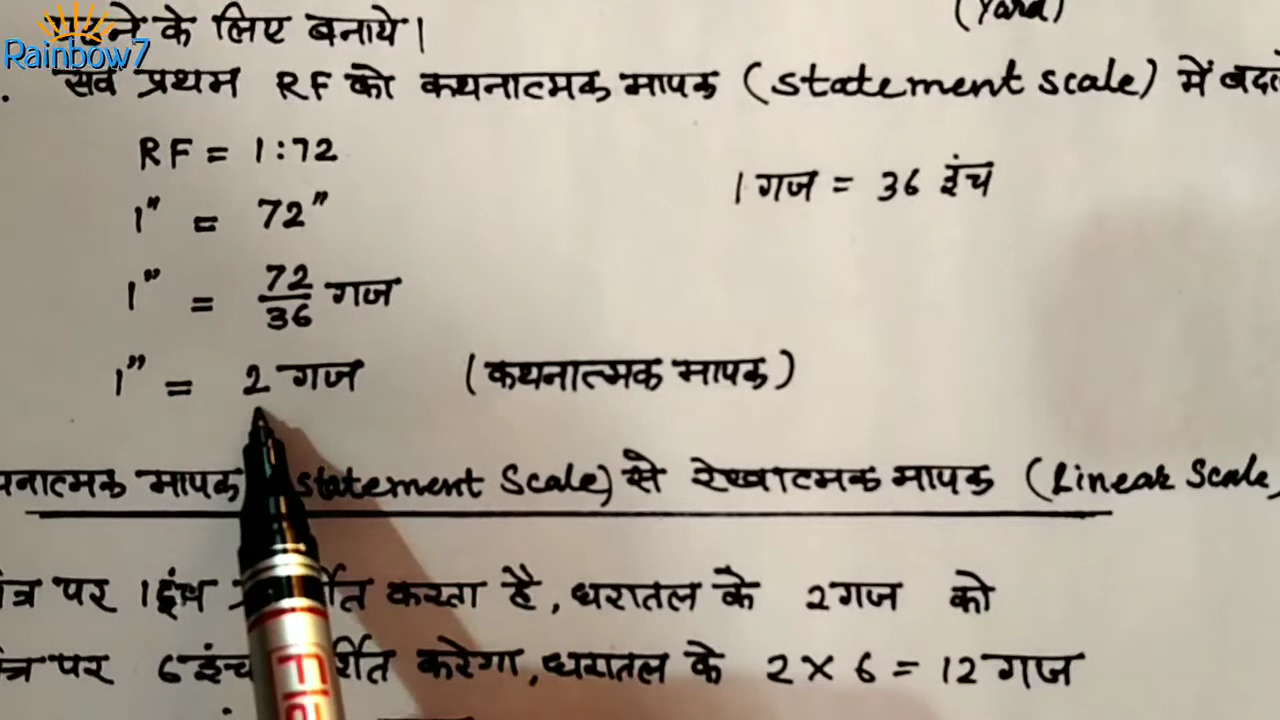 (Yard)
के लिए बनाये।
Rainbow7
. सर्व प्रथम RF को कथनात्मक मापक (statement scale) में
RF = 1:72
1 गज = 36 इंच
1" = 72"
1" = 72/36 गज
1" = 2 गज (कथनात्मक मापक)
मापक statement Scale) से रेखात्मक मापक (Linear Scale)
पर 1 इंच करता है, धरातल के 2 गज को
पर 6 इंच करेगा, धरातल के 2 × 6 = 12 गज